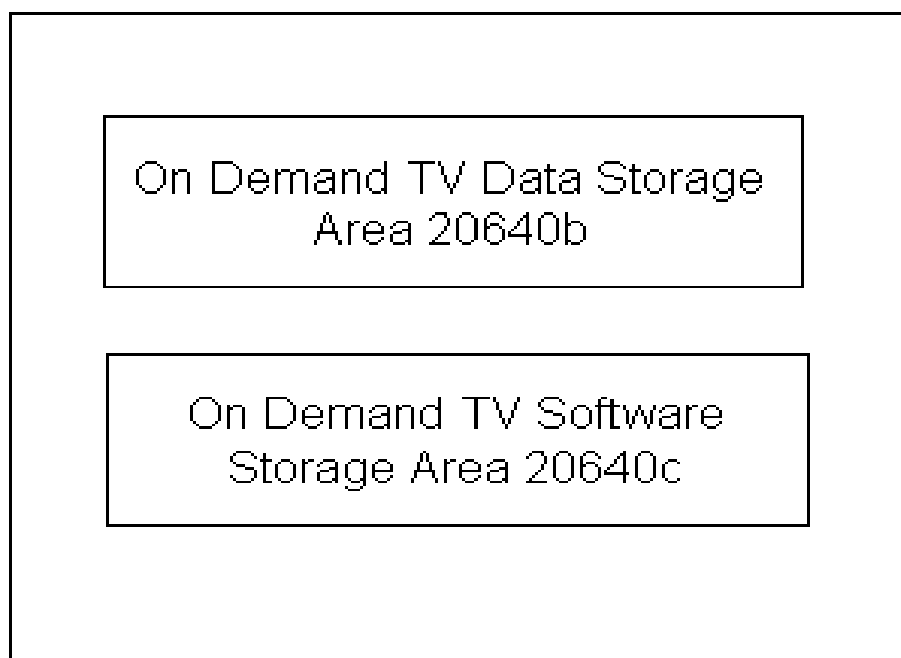 On Demand TV Data Storage
Area 20640b
On Demand TV Software
Storage Area 20640c